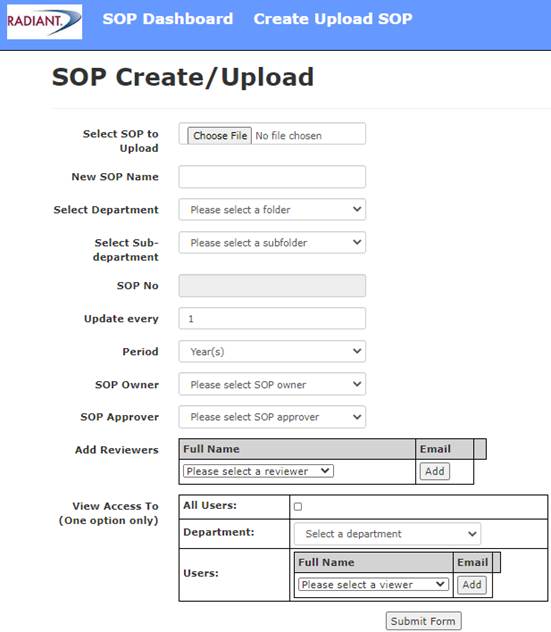 RADIANT.
SOP Dashboard Create Upload SOP
SOP Create/Upload
Select SOP to Upload
Choose File No file chosen
New SOP Name
Select Department
Please select a folder
Select Sub-department
Please select a subfolder
SOP No
Update every
1
Period
Year(s)
SOP Owner
Please select SOP owner
SOP Approver
Please select SOP approver
Add Reviewers
Full Name Email
Please select a reviewer Add
View Access To
(One option only)
All Users:
Department:
Select a department
Users:
Full Name Email
Please select a viewer Add
Submit Form